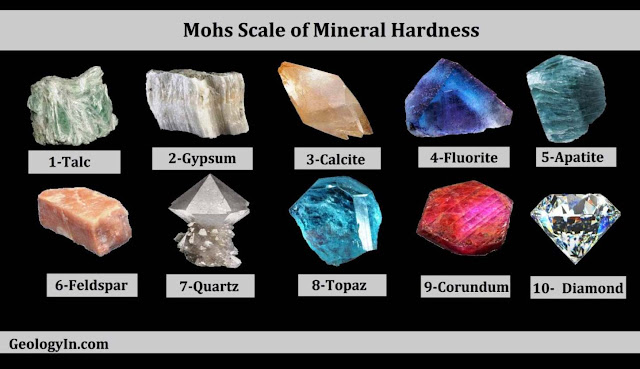 Mohs Scale of Mineral Hardness
1-Talc
2-Gypsum
3-Calcite
4-Fluorite
5-Apatite
6-Feldspar
7-Quartz
8-Topaz
9-Corundum
10- Diamond
GeologyIn.com